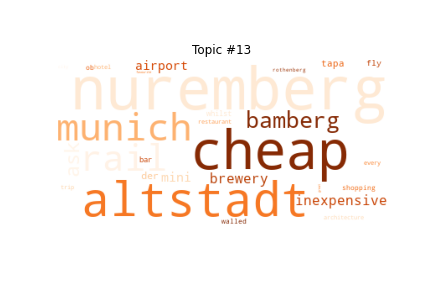 Topic #13
airport
tapa
fly
ob
hotel
rothenberg
nuremberg
munich
restaurant
bamberg
cheap
ask
rail
bar
every
der
mini
brewery
trip
shopping
altstadt
inexpensive
walled
architecture